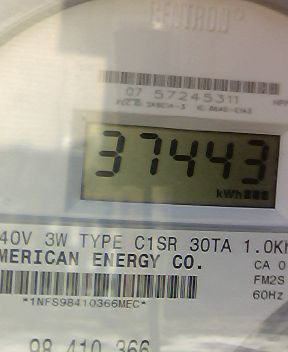 CENTRON®
07 57245311
37443
kWh
40V 3W TYPE C1SR 30TA 1.0K
MERICAN ENERGY CO.
CA 0
FM2S
60Hz
*1NFS98410366MEC*
98 410 366